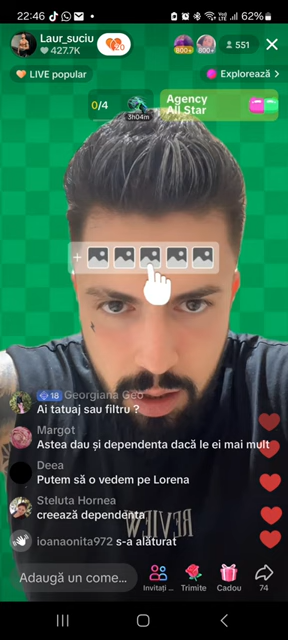 22:46
62%
Laur_suciu
427.7K
20
800+
800+
551
LIVE popular
Explorează >
0/4
3h04m
Agency
All Star
18 Georgiana Geo
Ai tatuaj sau filtru ?
Margot
Astea dau și dependenta dacă le ei mai mult
Deea
Putem să o vedem pe Lorena
Steluta Hornea
creează dependenta
REVIEW
ioanaonita972 s-a alăturat
Adaugă un come...
Invitați ...
Trimite
Cadou
74